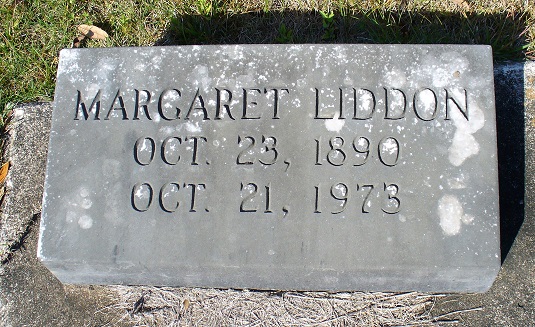 MARGARET LIDDON
OCT. 23, 1890
OCT. 21, 1973